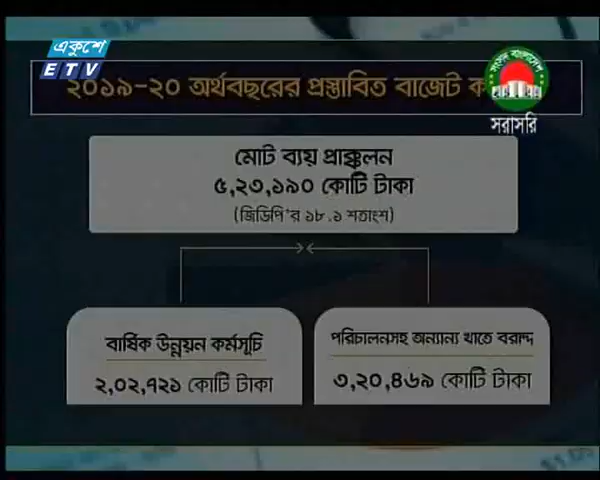 একুশে
ETV
২০১৯-২০ অর্থবছরের প্রস্তাবিত বাজেট
সরাসরি
মোট ব্যয় প্রাক্কলন
৫,২৩,১৯০ কোটি টাকা
(জিডিপি'র ১৮.১ শতাংশ)
বার্ষিক উন্নয়ন কর্মসূচি
২,০২,৭২১ কোটি টাকা
পরিচালনসহ অন্যান্য খাতে বরাদ্দ
৩,২০,৪৬৯ কোটি টাকা